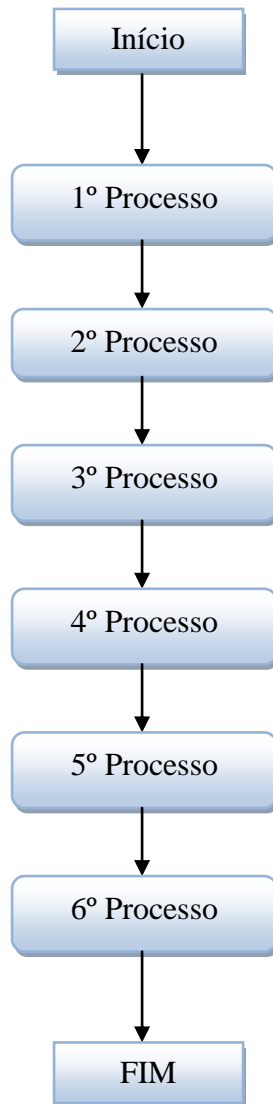 Início
1º Processo
2º Processo
3º Processo
4º Processo
5º Processo
6º Processo
FIM